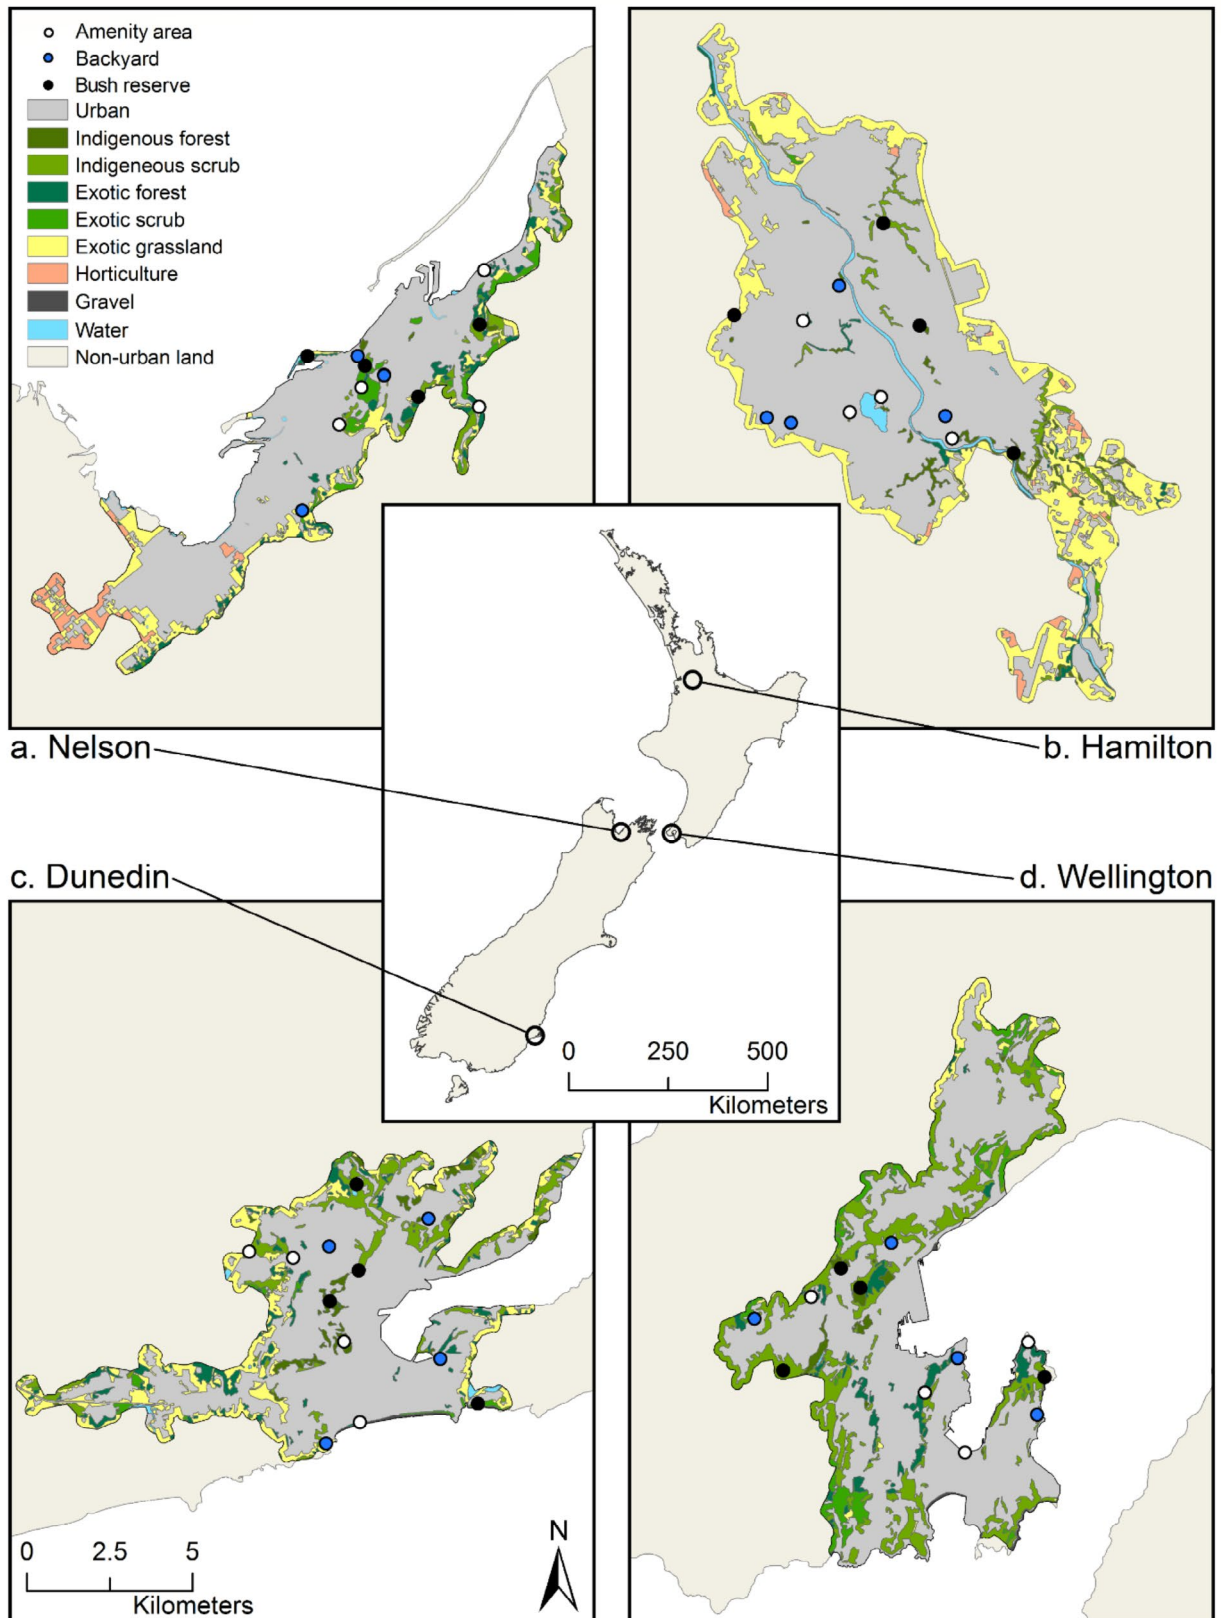 Amenity area
Backyard
Bush reserve
Urban
Indigenous forest
Indigeneous scrub
Exotic forest
Exotic scrub
Exotic grassland
Horticulture
Gravel
Water
Non-urban land
a. Nelson
b. Hamilton
c. Dunedin
d. Wellington
0 250 500
Kilometers
N
0 2.5 5
Kilometers